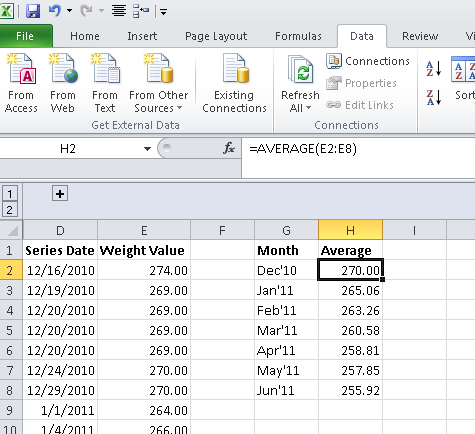 File Home Insert Page Layout Formulas Data Review Vi
From Access From Web From Text From Other Sources Existing Connections Refresh All Connections Properties Edit Links Sort
Get External Data Connections
H2 fx =AVERAGE(E2:E8)
1
2
D E F G H I
1 Series Date Weight Value Month Average
2 12/16/2010 274.00 Dec'10 270.00
3 12/19/2010 269.00 Jan'11 265.06
4 12/20/2010 269.00 Feb'11 263.26
5 12/20/2010 269.00 Mar'11 260.58
6 12/20/2010 269.00 Apr'11 258.81
7 12/24/2010 270.00 May'11 257.85
8 12/29/2010 270.00 Jun'11 255.92
9 1/1/2011 264.00
10 1/4/2011 266.00